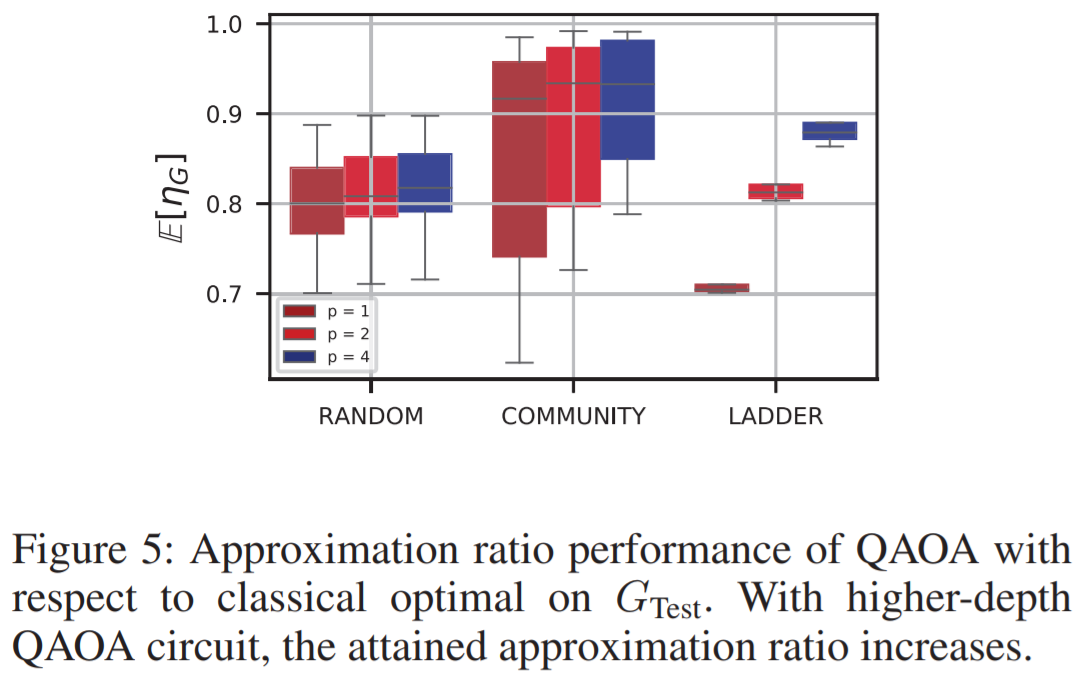 1.0
0.9
0.8
0.7
𝔼[η_G]
p = 1
p = 2
p = 4
RANDOM COMMUNITY LADDER
Figure 5: Approximation ratio performance of QAOA with
respect to classical optimal on G_Test. With higher-depth
QAOA circuit, the attained approximation ratio increases.